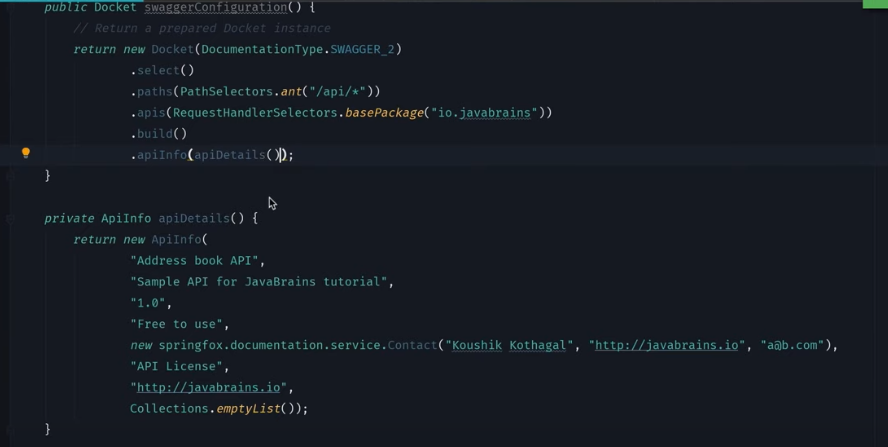 public Docket swaggerConfiguration() {
// Return a prepared Docket instance
return new Docket(DocumentationType.SWAGGER_2)
.select()
.paths(PathSelectors.ant("/api/*"))
.apis(RequestHandlerSelectors.basePackage("io.javabrains"))
.build()
.apiInfo(apiDetails());
}
private ApiInfo apiDetails() {
return new ApiInfo(
"Address book API",
"Sample API for JavaBrains tutorial",
"1.0",
"Free to use",
new springfox.documentation.service.Contact("Koushik Kothagal", "http://javabrains.io", "a@b.com"),
"API License",
"http://javabrains.io",
Collections.emptyList());
}